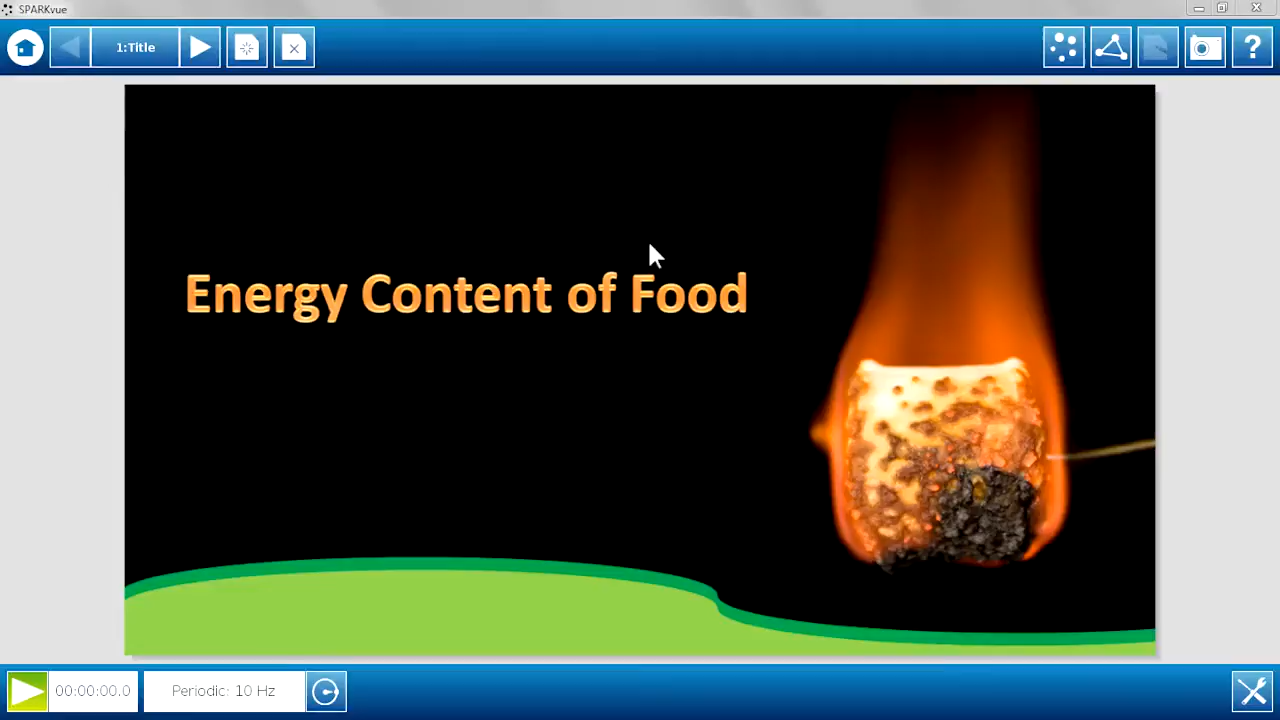 SPARKvue
1:Title
?
Energy Content of Food
00:00:00.0
Periodic: 10 Hz